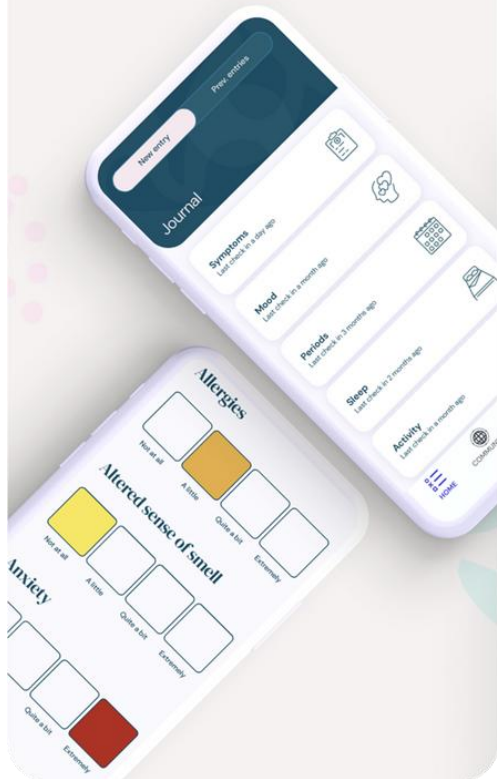 New entry
Prev. entries
Journal
Symptoms
Last check in a day ago
Mood
Last check in a month ago
Periods
Last check in 3 months ago
Sleep
Last check in 2 months ago
Activity
Last check in a month ago
HOME
Allergies
Not at all
A little
Quite a bit
Extremely
Altered sense of smell
Not at all
A little
Quite a bit
Extremely
Anxiety
Quite a bit
Extremely